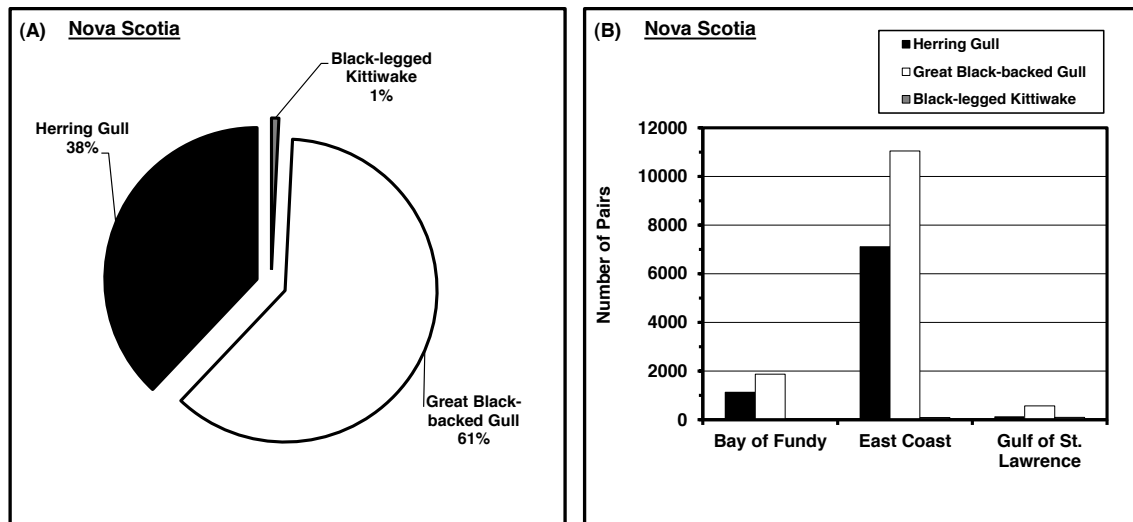 (A) Nova Scotia
Black-legged
Kittiwake
1%
Herring Gull
38%
Great Black-
backed Gull
61%
(B) Nova Scotia
Herring Gull
Great Black-backed Gull
Black-legged Kittiwake
Number of Pairs
12000
10000
8000
6000
4000
2000
0
Bay of Fundy
East Coast
Gulf of St.
Lawrence